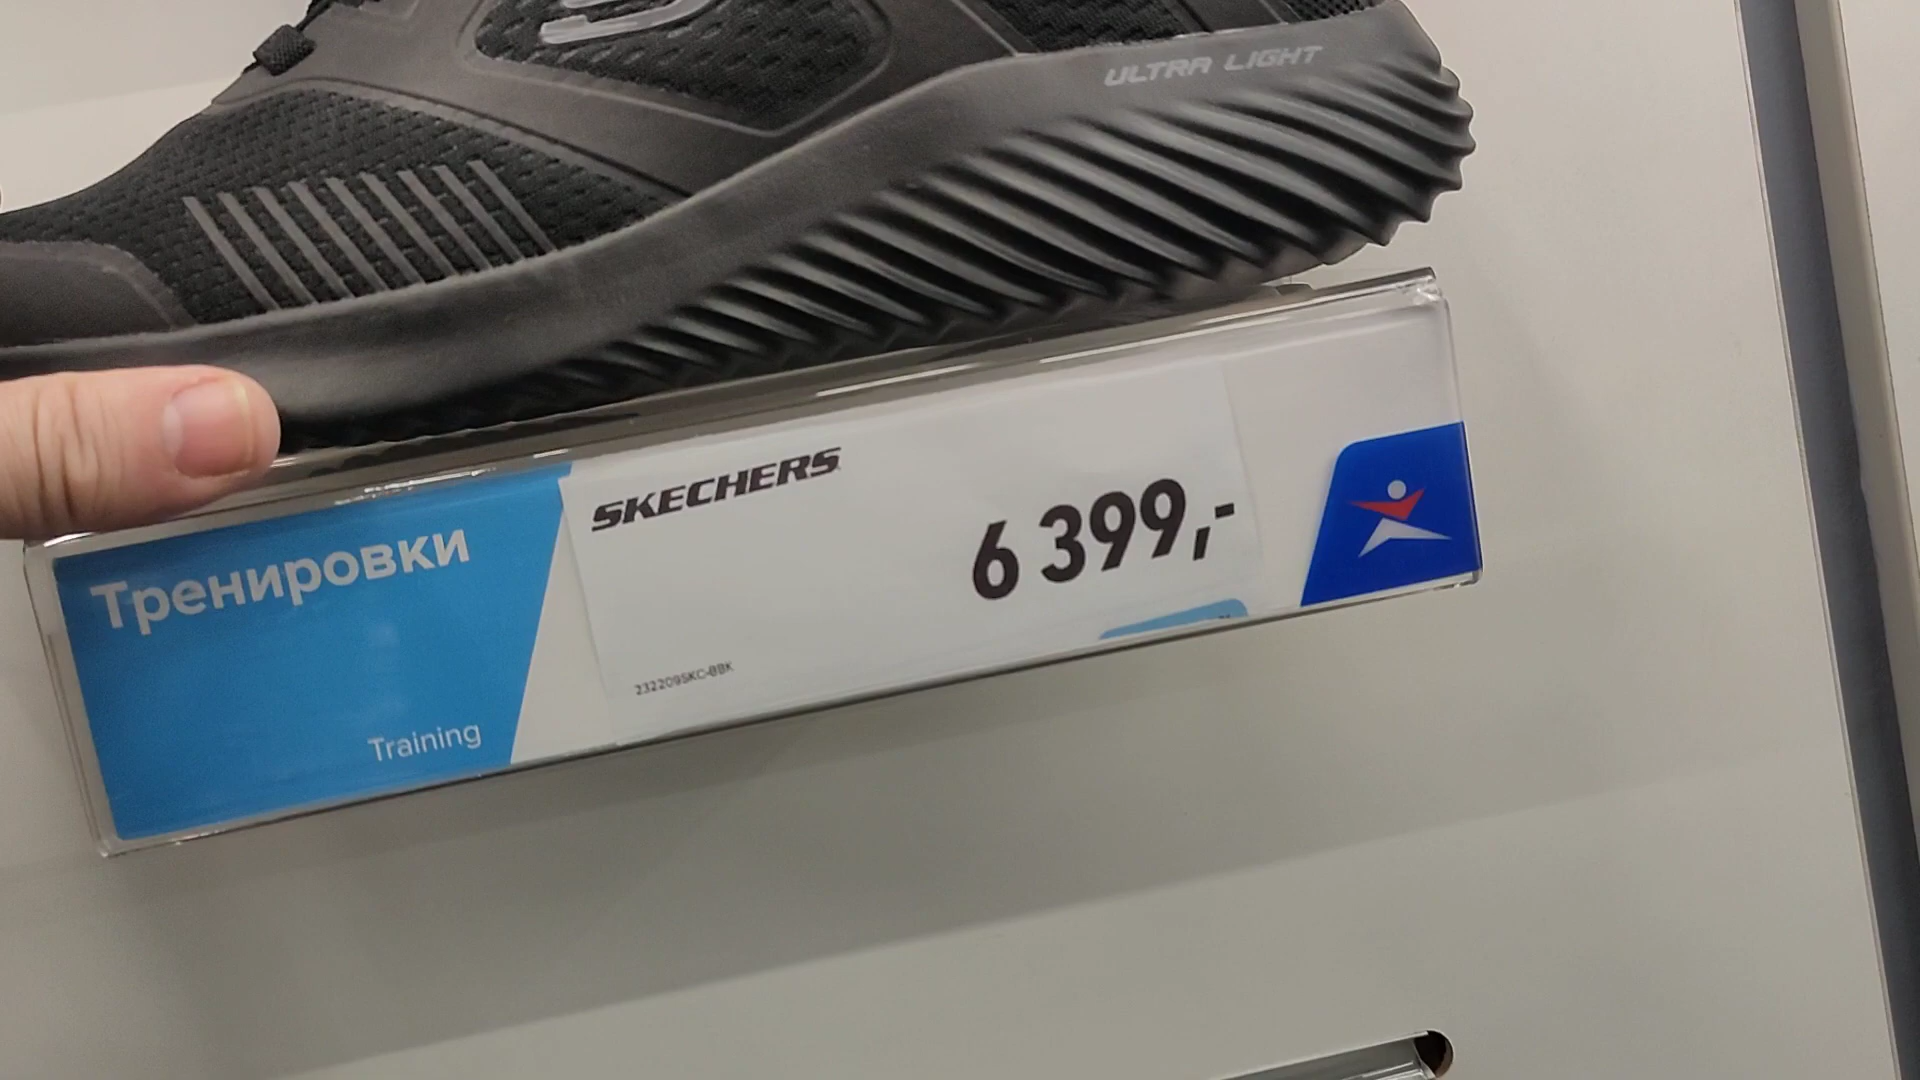 ULTRA LIGHT
SKECHERS
6 399,-
Тренировки
232209SKC-BBK
Training